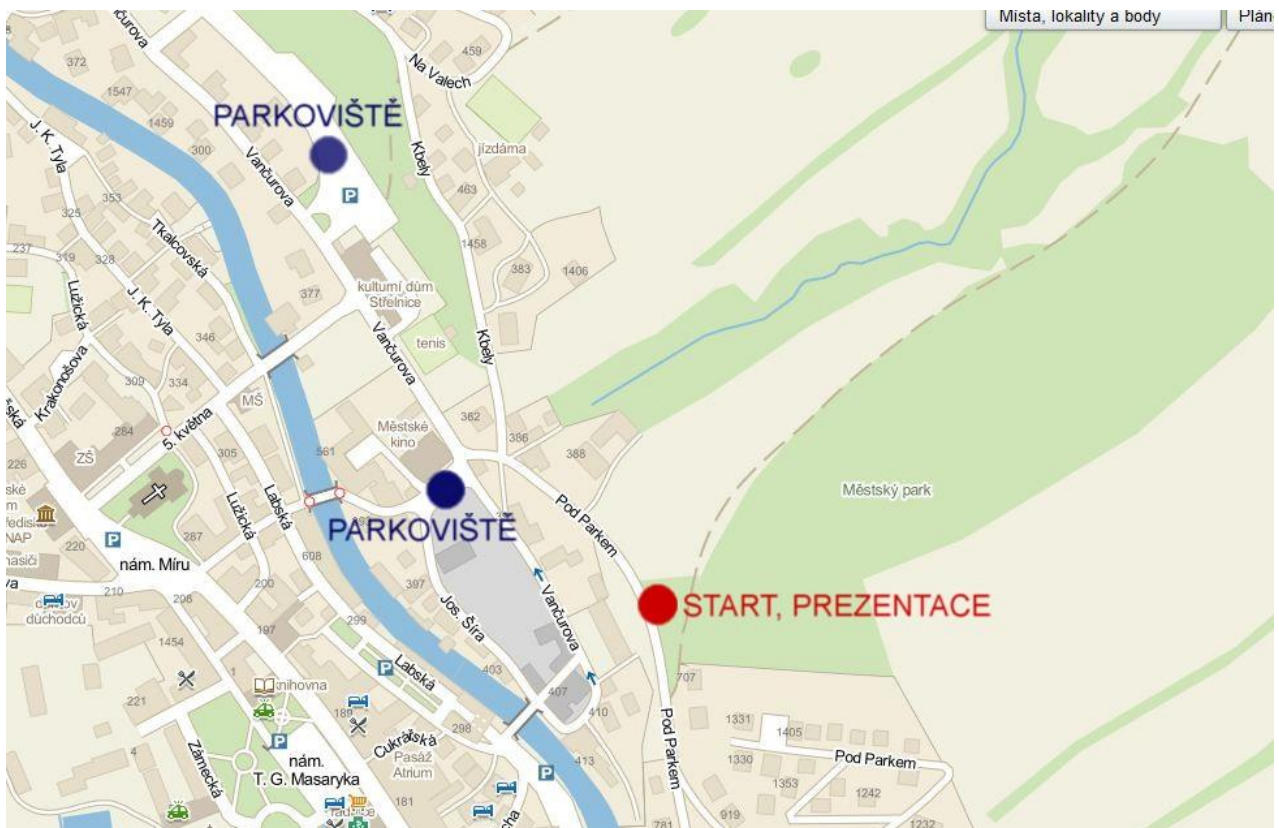 Místa, lokality a body
Plán
Vančurova
368
459
372
Na Valech
1547
PARKOVIŠTĚ
1459
J. K. Tyla
300
Vančurova
Kbely
jízdárna
P
353
463
325
Tkalcovská
237
319
328
1458
383
1406
Lužická
377
kulturní dům
Střelnice
J. K. Tyla
346
Vančurova
Kbely
tenis
Krakonošova
309
334
MŠ
5. května
284
ZŠ
Městské
kino
362
386
388
226
305
561
Městský park
Lužická
Labská
PARKOVIŠTĚ
Pod Parkem
P
nám. Míru
220
287
608
210
208
200
397
Jos. Šíra
Vančurova
START, PREZENTACE
důchodců
197
299
1454
P
Labská
403
707
knihovna
407
410
Pod Parkem
1331
1405
221
1
189
298
Cukrářská
4
Zámecká
P
nám.
T. G. Masaryka
Pasáž
Atrium
P
413
1330
Pod Parkem
1353
1242
181
radnice
919
781
1232